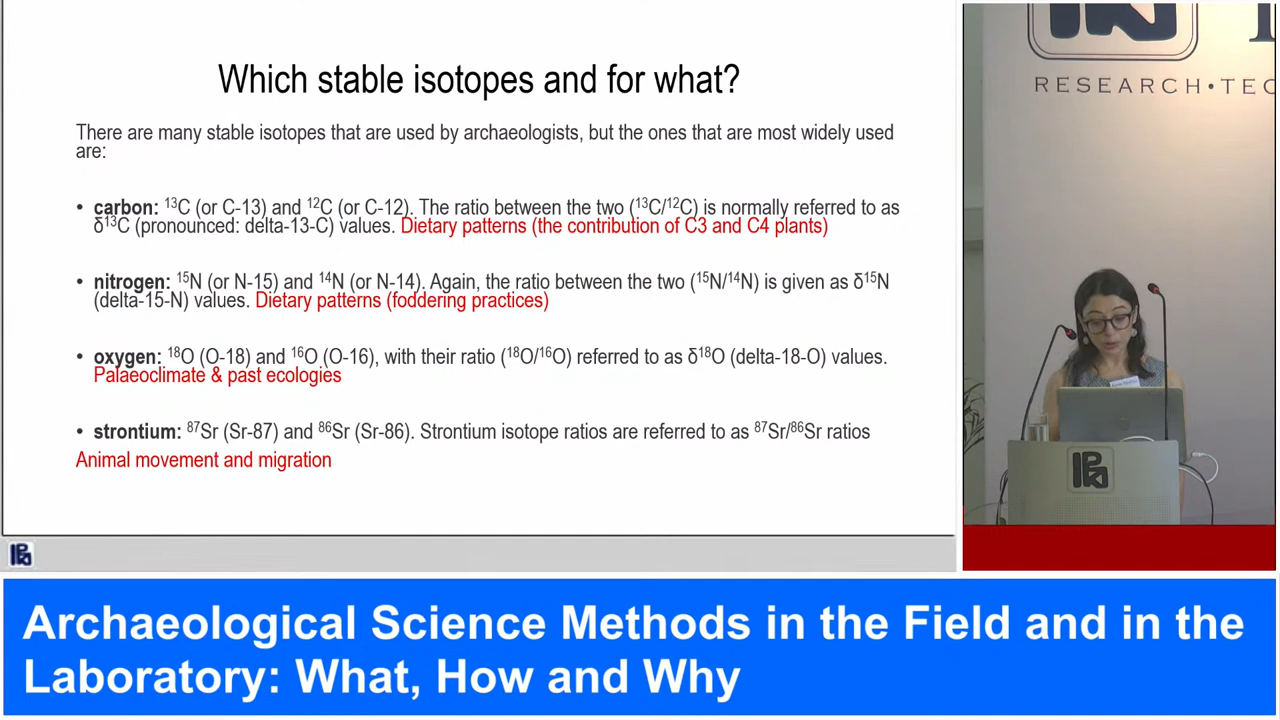 Which stable isotopes and for what?
There are many stable isotopes that are used by archaeologists, but the ones that are most widely used
are:
• carbon: ¹³C (or C-13) and ¹²C (or C-12). The ratio between the two (¹³C/¹²C) is normally referred to as
δ¹³C (pronounced: delta-13-C) values. Dietary patterns (the contribution of C3 and C4 plants)
• nitrogen: ¹⁵N (or N-15) and ¹⁴N (or N-14). Again, the ratio between the two (¹⁵N/¹⁴N) is given as δ¹⁵N
(delta-15-N) values. Dietary patterns (foddering practices)
• oxygen: ¹⁸O (O-18) and ¹⁶O (O-16), with their ratio (¹⁸O/¹⁶O) referred to as δ¹⁸O (delta-18-O) values.
Palaeoclimate & past ecologies
• strontium: ⁸⁷Sr (Sr-87) and ⁸⁶Sr (Sr-86). Strontium isotope ratios are referred to as ⁸⁷Sr/⁸⁶Sr ratios
Animal movement and migration
RESEARCH•TEC
Archaeological Science Methods in the Field and in the
Laboratory: What, How and Why